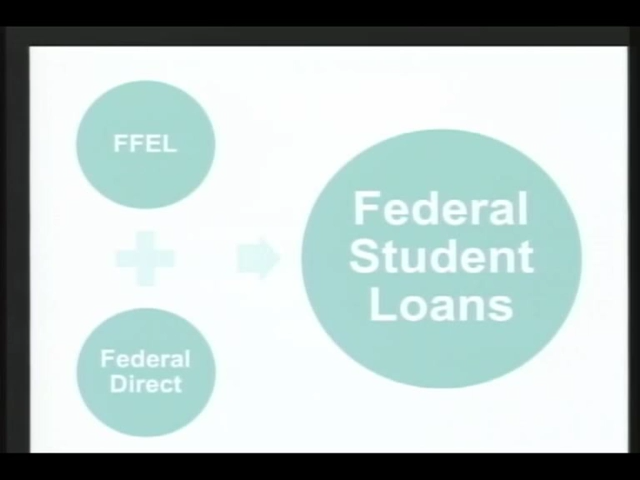 FFEL
Federal
Direct
Federal
Student
Loans